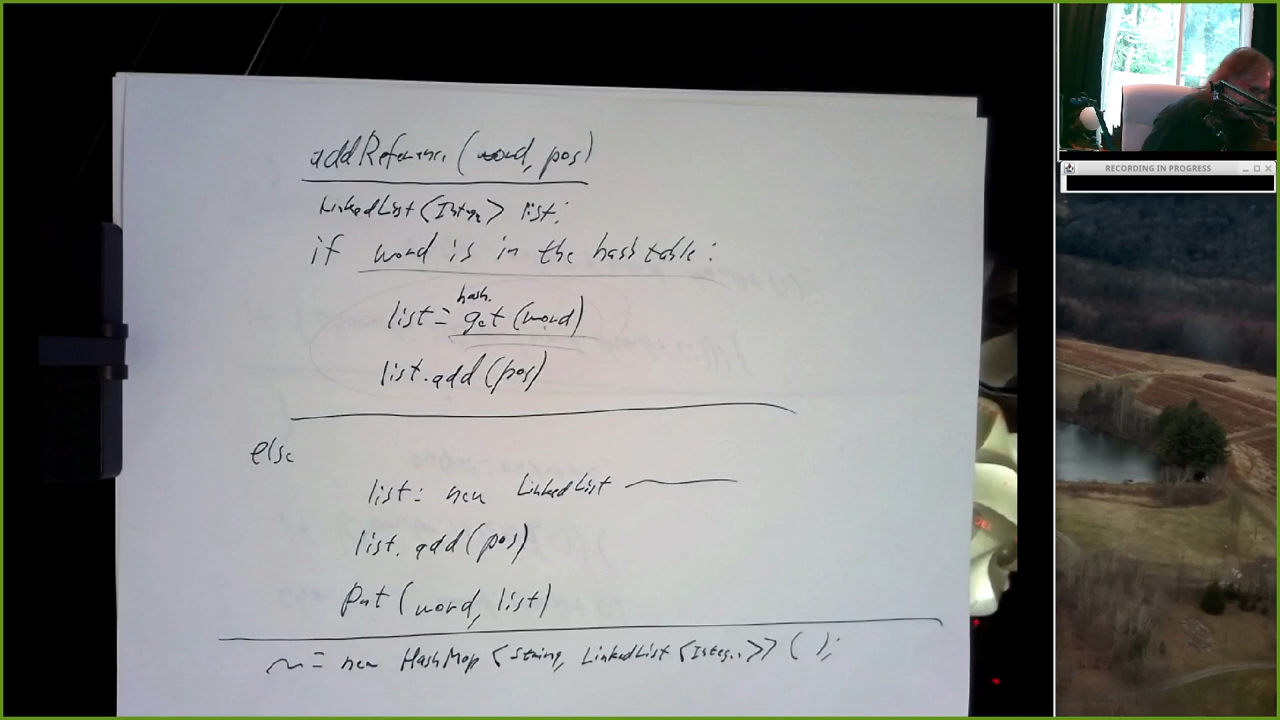 addReference (word, pos)
LinkedList <Integer> list;
if word is in the hash table:
hash.
list = get (word)
list.add (pos)
else
list = new LinkedList
list. add (pos)
put (word, list)
= new HashMap <String, LinkedList <Integer>> ( );
RECORDING IN PROGRESS